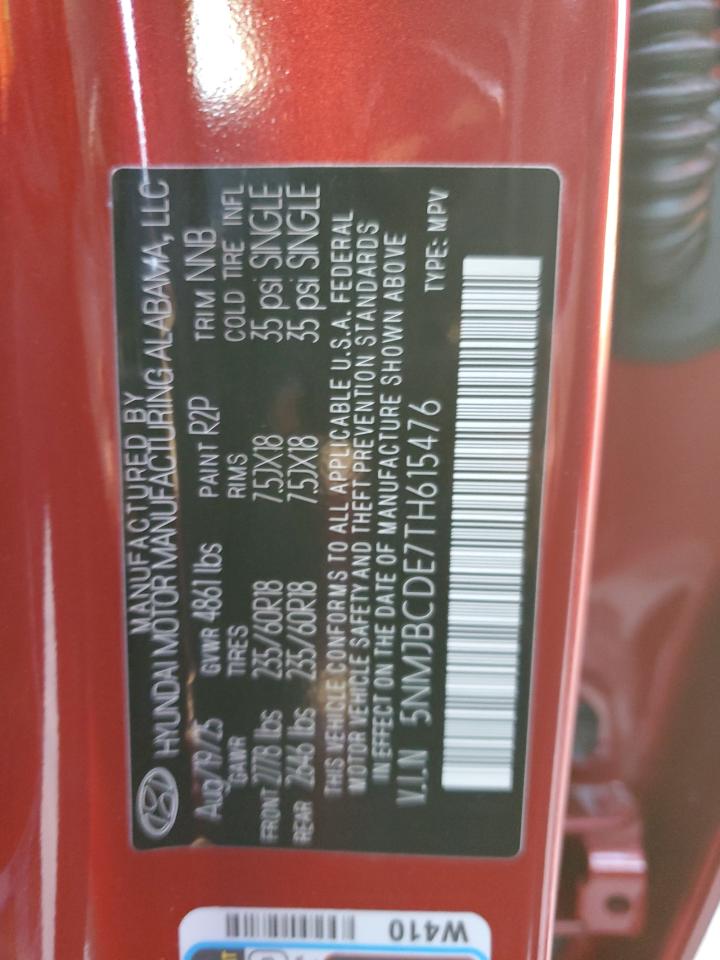 MANUFACTURED BY
HYUNDAI MOTOR MANUFACTURING ALABAMA, LLC
Aug/19/25 GVWR 4861 lbs PAINT R2P TRIM NNB
GAWR TIRES RIMS COLD TIRE INFL
FRONT 2778 lbs 235/60R18 7.5JX18 35 psi SINGLE
REAR 2646 lbs 235/60R18 7.5JX18 35 psi SINGLE
THIS VEHICLE CONFORMS TO ALL APPLICABLE U.S.A. FEDERAL
MOTOR VEHICLE SAFETY AND THEFT PREVENTION STANDARDS
IN EFFECT ON THE DATE OF MANUFACTURE SHOWN ABOVE
V.I.N 5NMJBCDE7TH615476 TYPE: MPV
W410